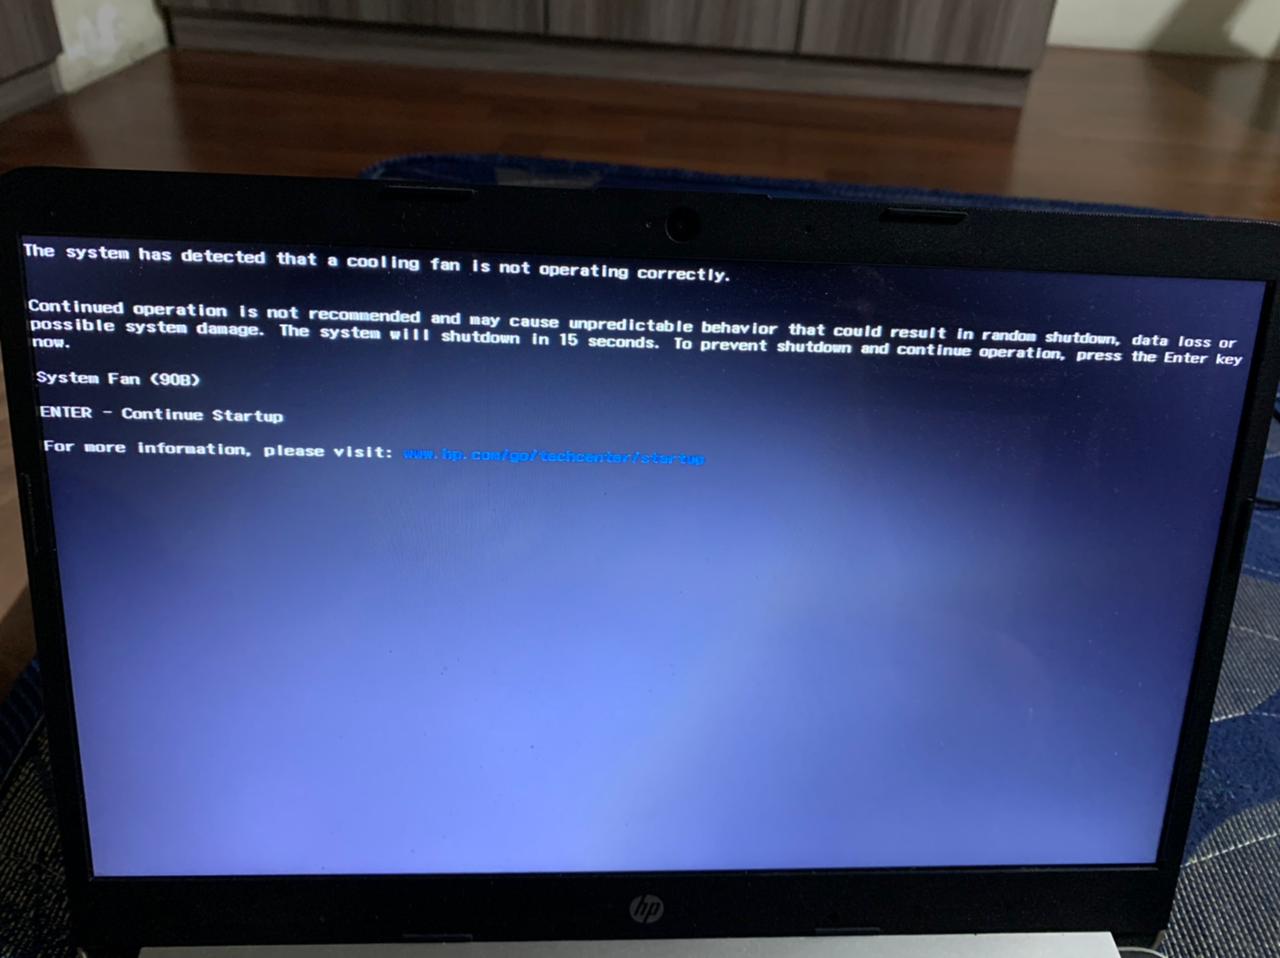 The system has detected that a cooling fan is not operating correctly.
Continued operation is not recommended and may cause unpredictable behavior that could result in random shutdown, data loss or
possible system damage. The system will shutdown in 15 seconds. To prevent shutdown and continue operation, press the Enter key
now.
System Fan (90B)
ENTER - Continue Startup
For more information, please visit: www.hp.com/go/techcenter/startup
hp